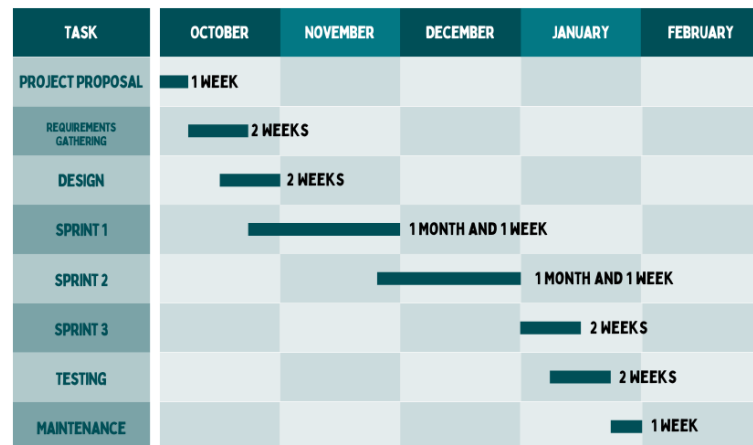 TASK OCTOBER NOVEMBER DECEMBER JANUARY FEBRUARY
PROJECT PROPOSAL 1 WEEK
REQUIREMENTS
GATHERING 2 WEEKS
DESIGN 2 WEEKS
SPRINT 1 1 MONTH AND 1 WEEK
SPRINT 2 1 MONTH AND 1 WEEK
SPRINT 3 2 WEEKS
TESTING 2 WEEKS
MAINTENANCE 1 WEEK